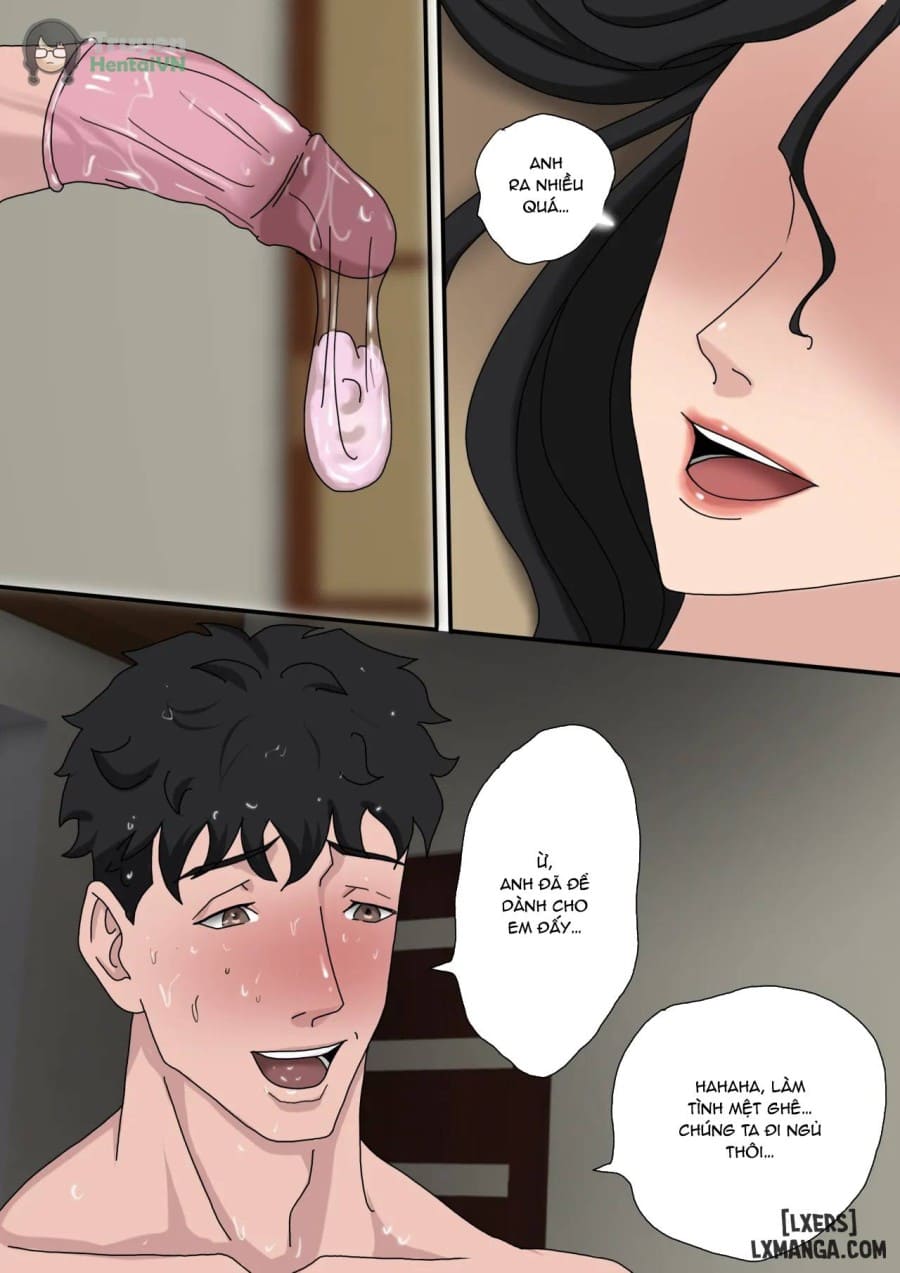 Truyen
HentaiVN
ANH
RA NHIỀU
QUÁ...
Ừ,
ANH ĐÃ ĐỂ
DÀNH CHO
EM ĐẤY...
HAHAHA, LÀM
TÌNH MỆT GHÊ...
CHÚNG TA ĐI NGỦ
THÔI...
[LXERS]
LXMANGA.COM